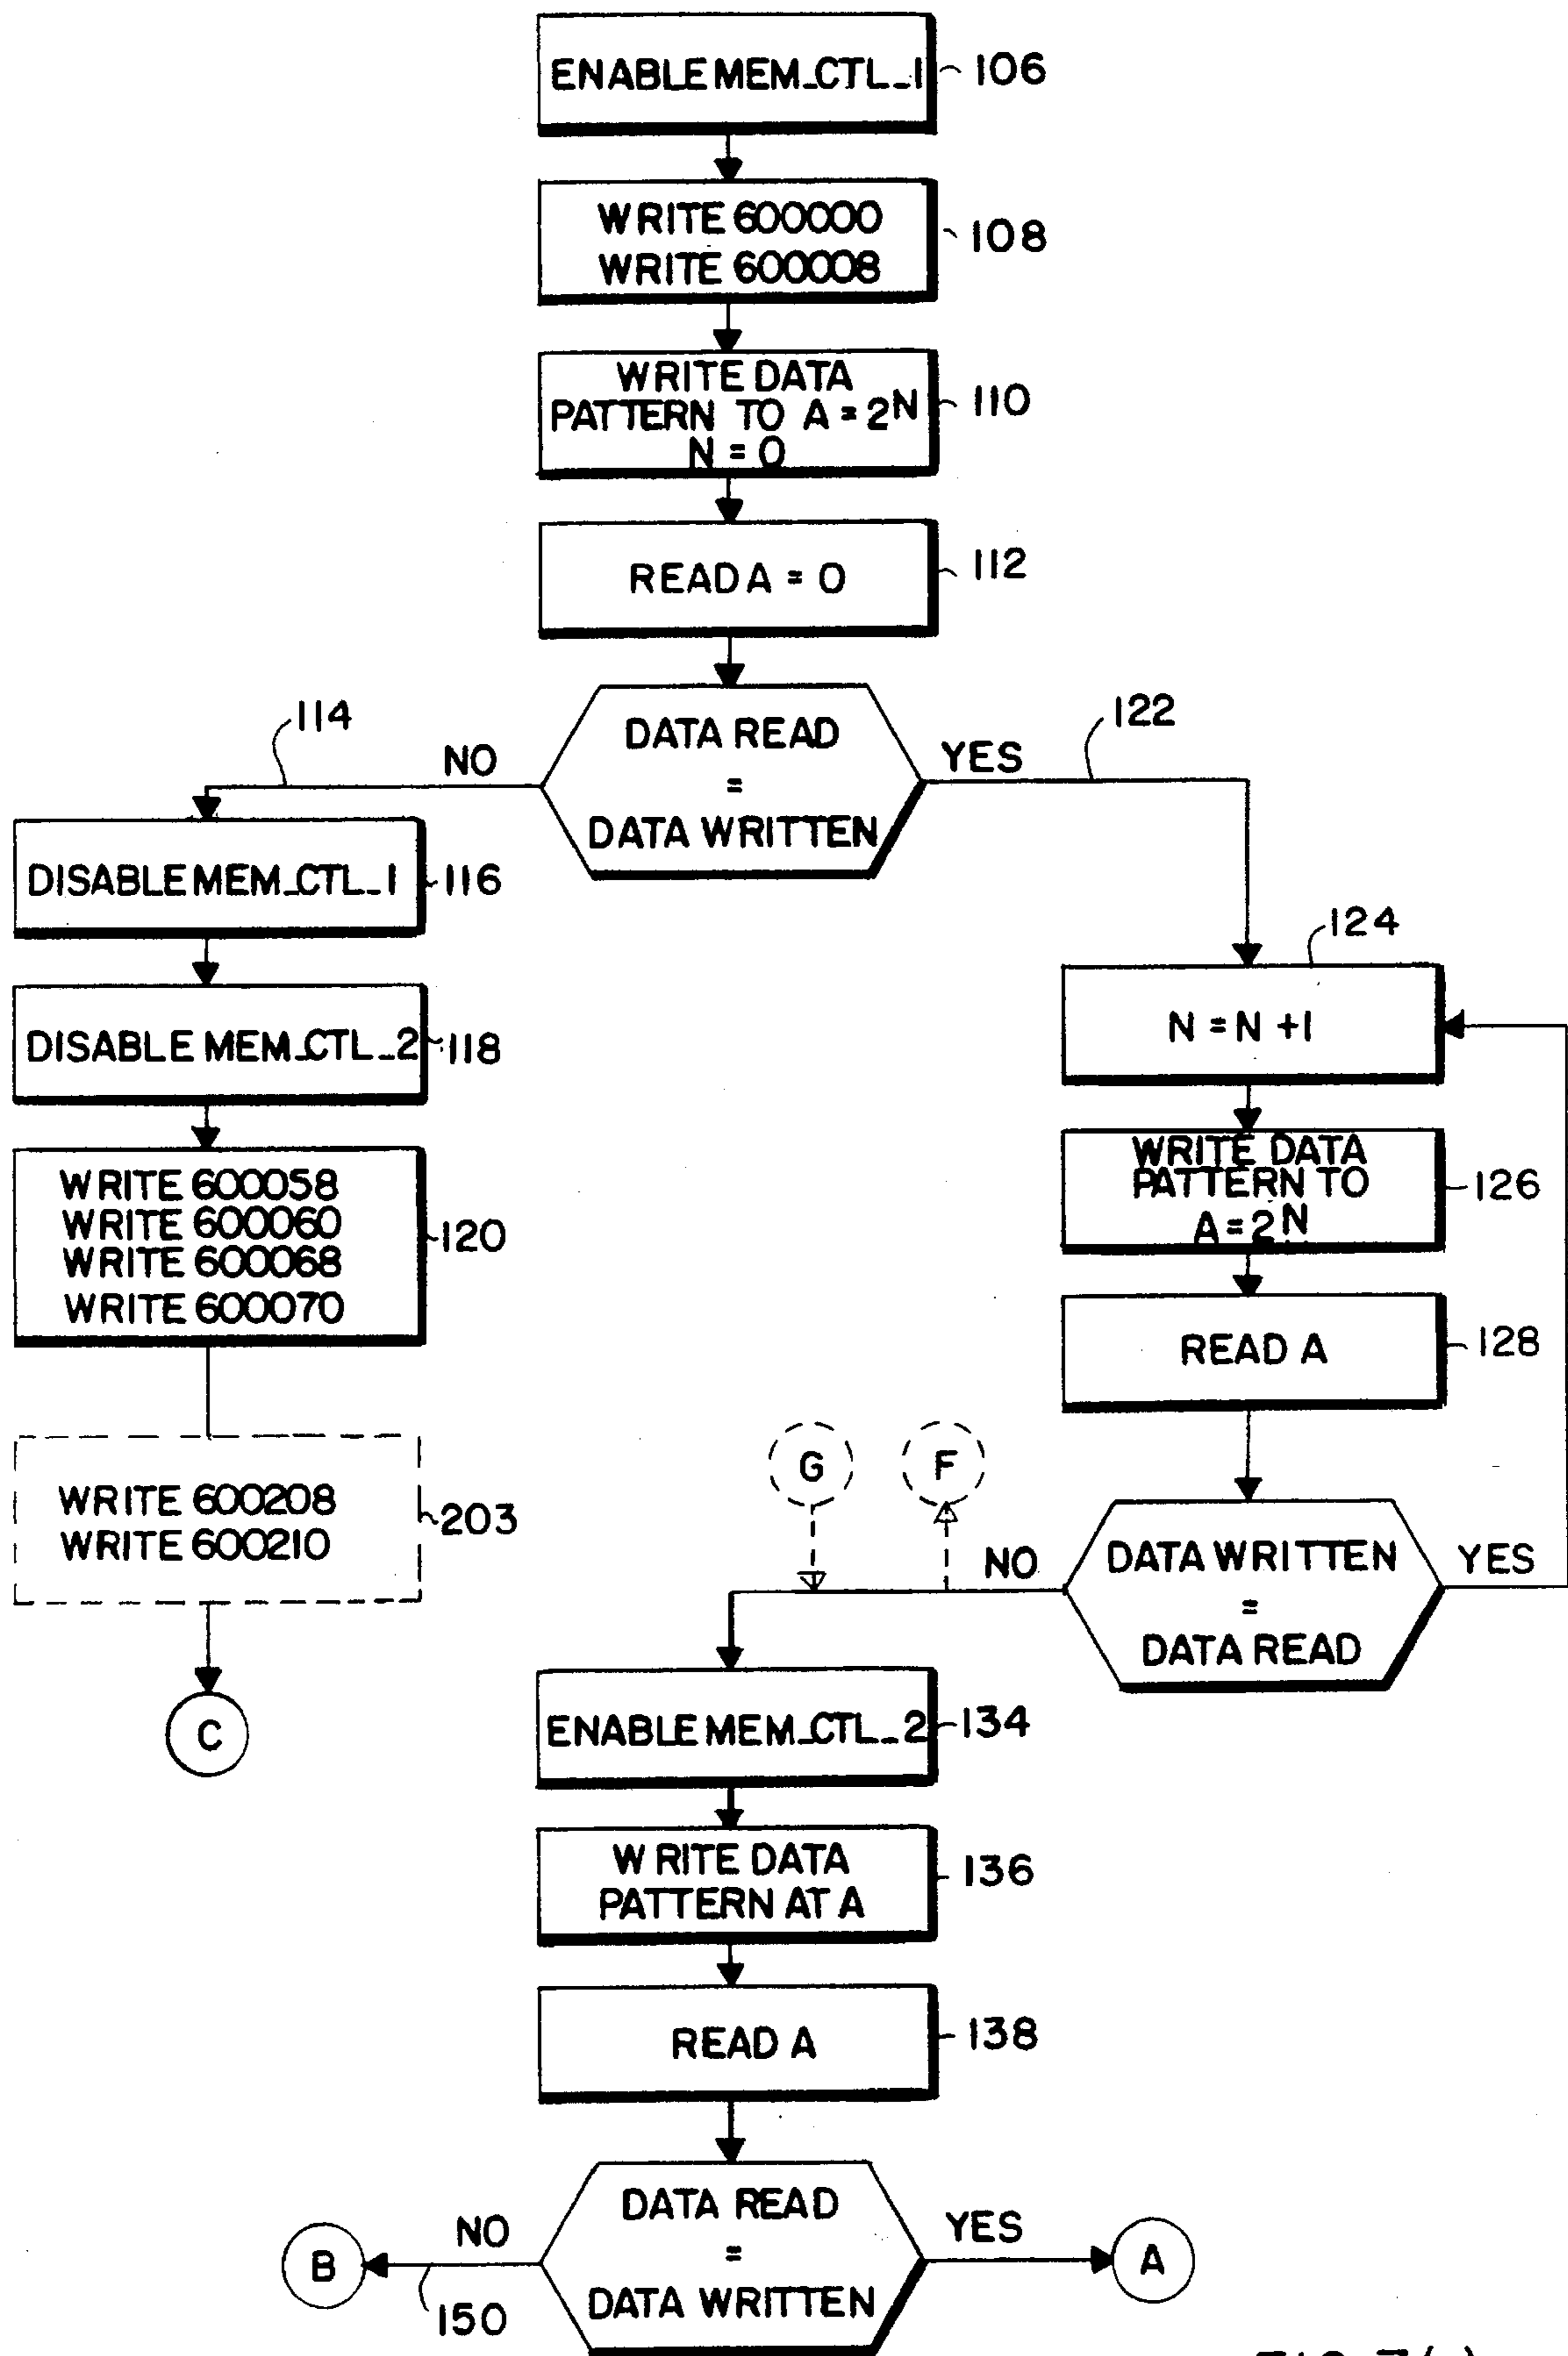 ENABLE MEM_CTL_1
106
WRITE 600000
WRITE 600008
108
WRITE DATA
PATTERN TO A = 2^N
N = 0
110
READ A = 0
112
DATA READ
=
DATA WRITTEN
NO
114
YES
122
DISABLE MEM_CTL_1
116
DISABLE MEM_CTL_2
118
WRITE 600058
WRITE 600060
WRITE 600068
WRITE 600070
120
WRITE 600208
WRITE 600210
203
C
124
N = N +1
WRITE DATA
PATTERN TO
A = 2^N
126
READ A
128
G
F
DATA WRITTEN
=
DATA READ
NO
YES
ENABLE MEM_CTL_2
134
WRITE DATA
PATTERN AT A
136
READ A
138
DATA READ
=
DATA WRITTEN
NO
150
B
YES
A